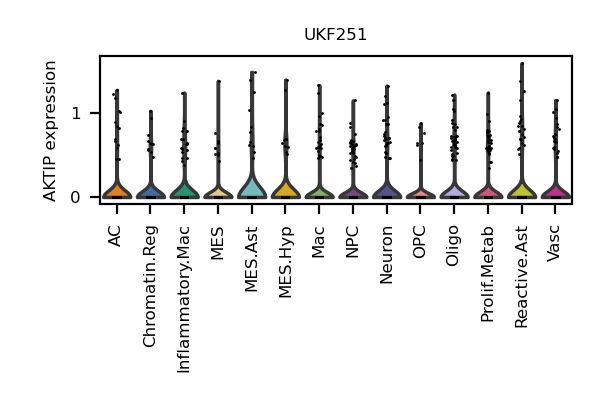 UKF251
AKTIP expression
1
0
AC
Chromatin.Reg
Inflammatory.Mac
MES
MES.Ast
MES.Hyp
Mac
NPC
Neuron
OPC
Oligo
Prolif.Metab
Reactive.Ast
Vasc